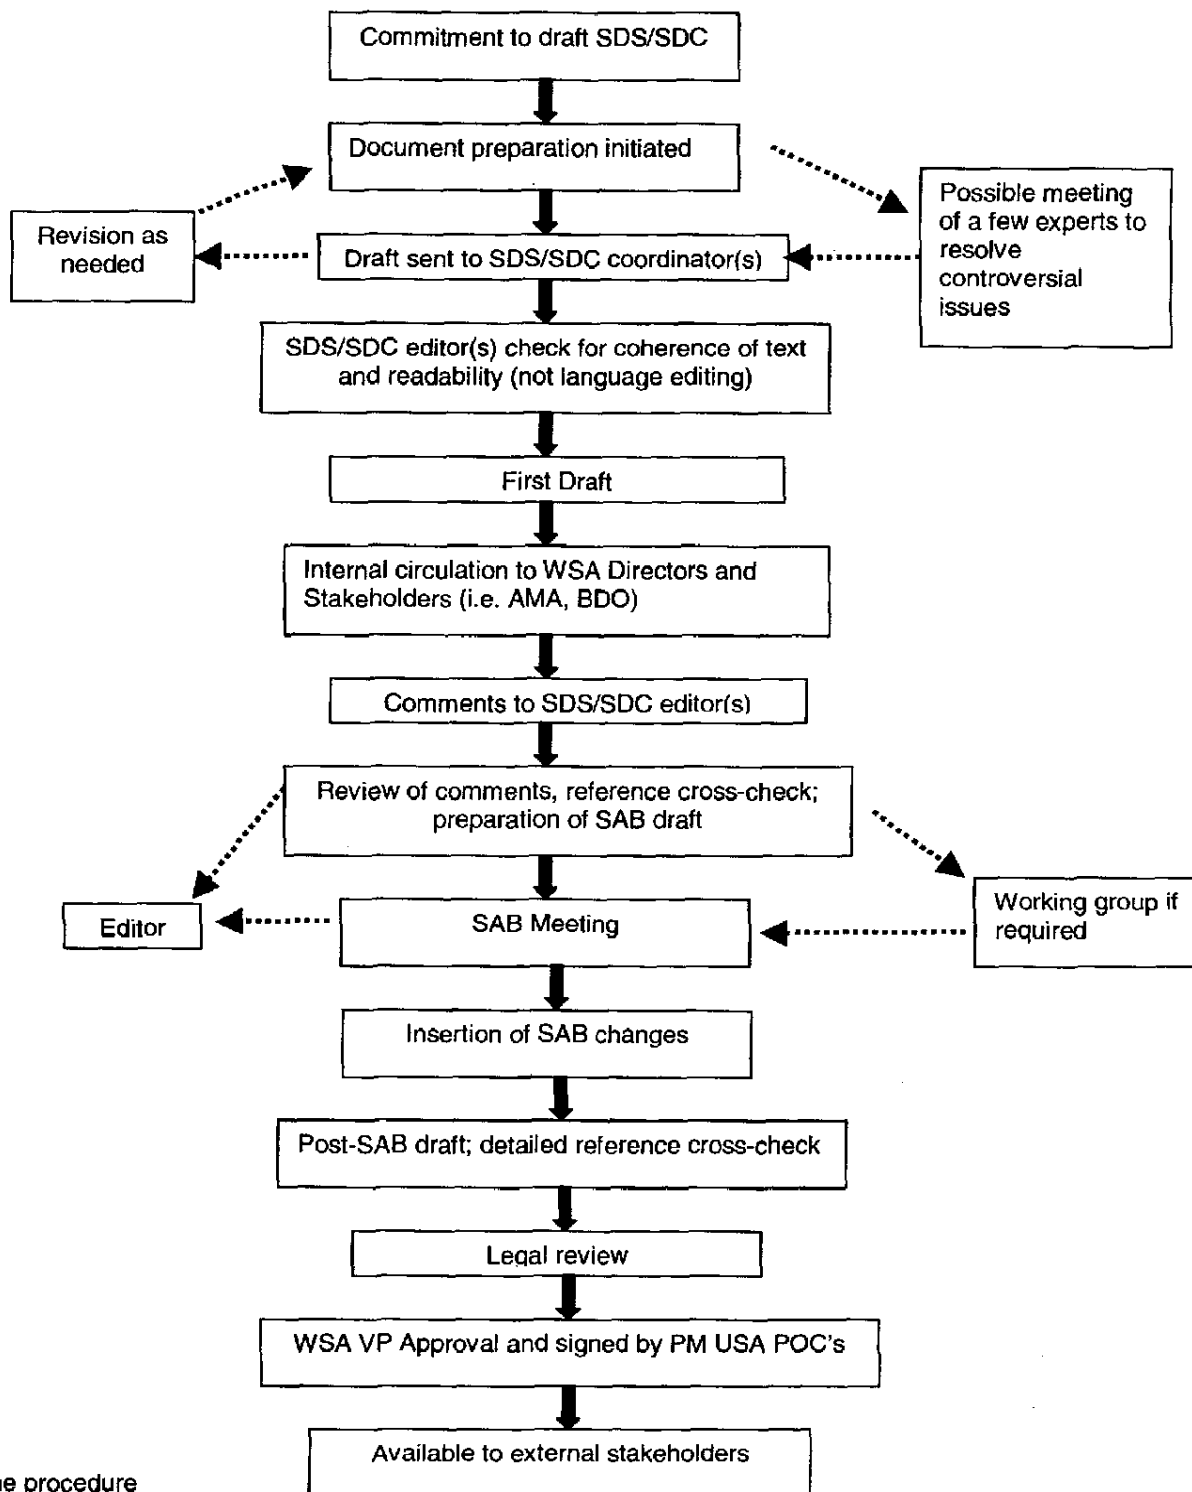 Commitment to draft SDS/SDC
Document preparation initiated
Possible meeting
of a few experts to
resolve
controversial
issues
Revision as
needed
Draft sent to SDS/SDC coordinator(s)
SDS/SDC editor(s) check for coherence of text
and readability (not language editing)
First Draft
Internal circulation to WSA Directors and
Stakeholders (i.e. AMA, BDO)
Comments to SDS/SDC editor(s)
Review of comments, reference cross-check;
preparation of SAB draft
Editor
SAB Meeting
Working group if
required
Insertion of SAB changes
Post-SAB draft; detailed reference cross-check
Legal review
WSA VP Approval and signed by PM USA POC's
Available to external stakeholders
procedure